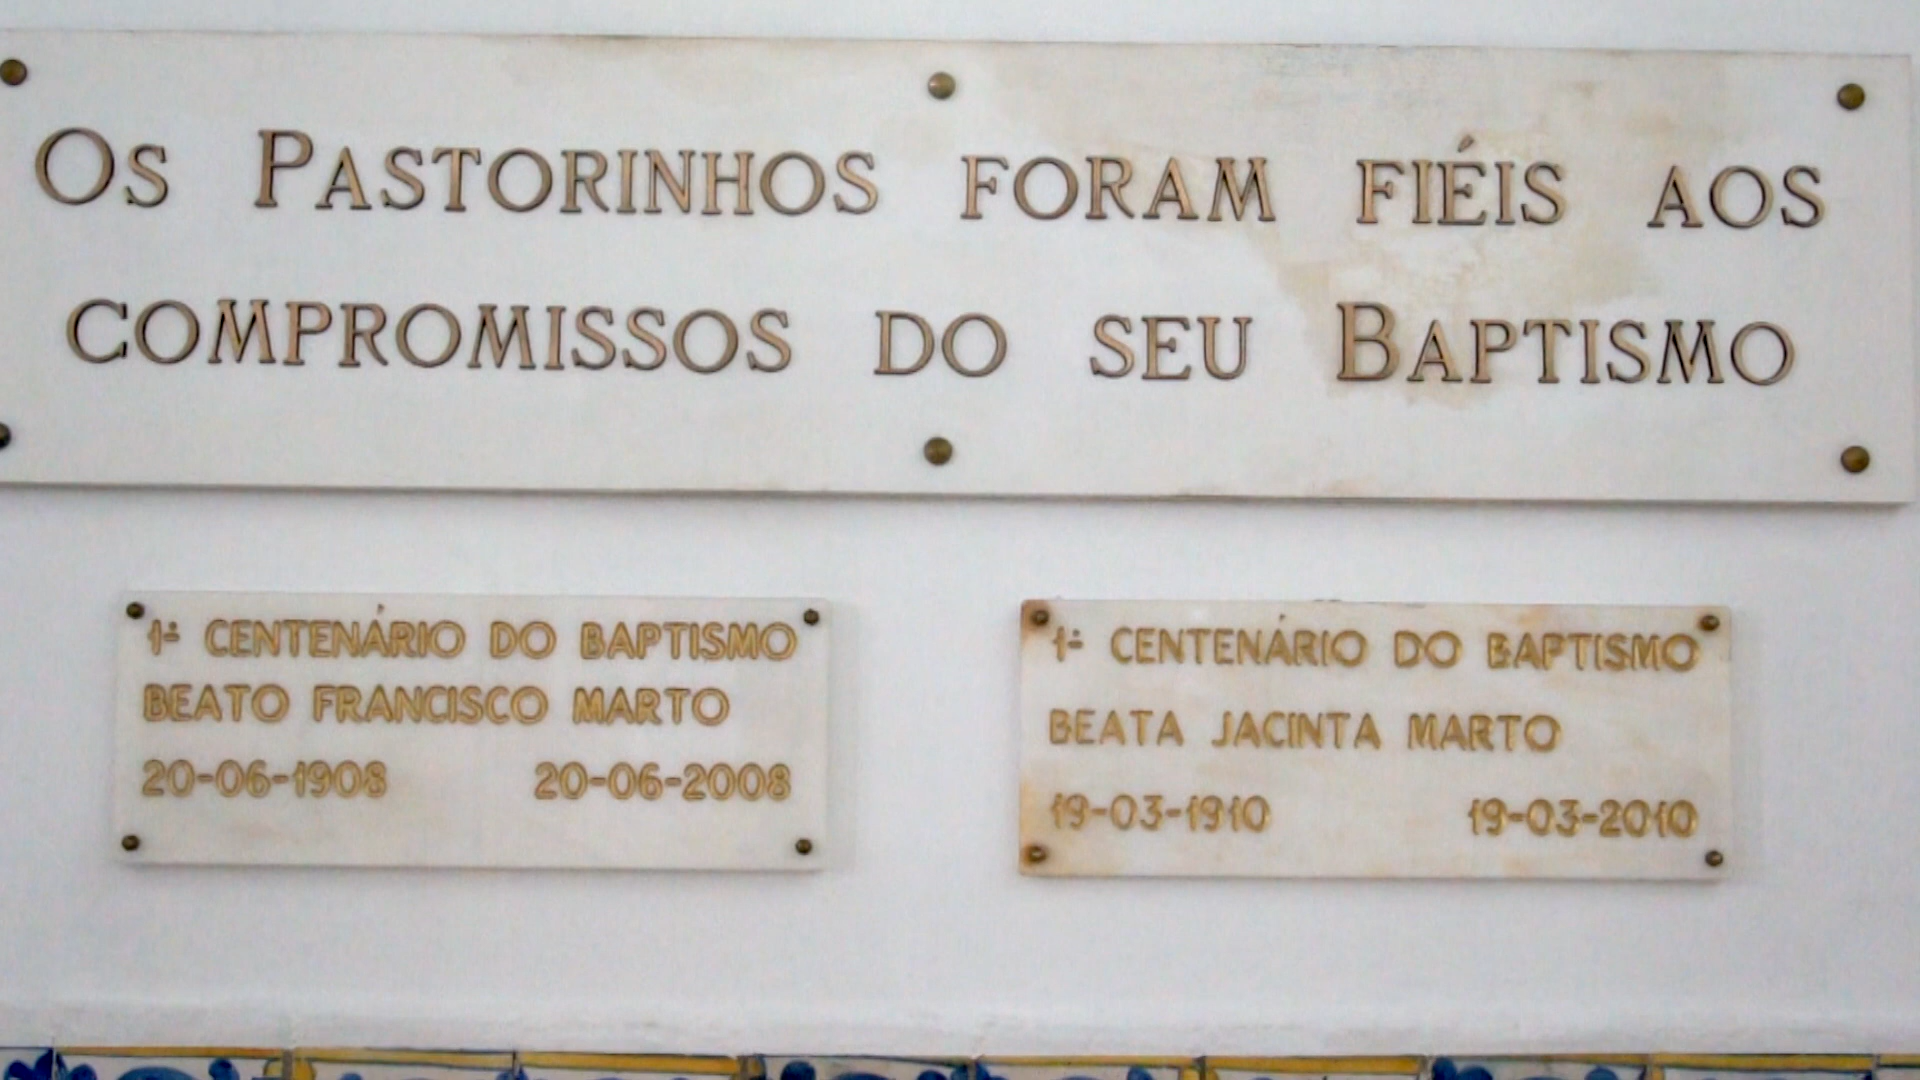 Os Pastorinhos foram fiéis aos
compromissos do seu Baptismo
1º CENTENÁRIO DO BAPTISMO
BEATO FRANCISCO MARTO
20-06-1908 20-06-2008
1º CENTENÁRIO DO BAPTISMO
BEATA JACINTA MARTO
19-03-1910 19-03-2010